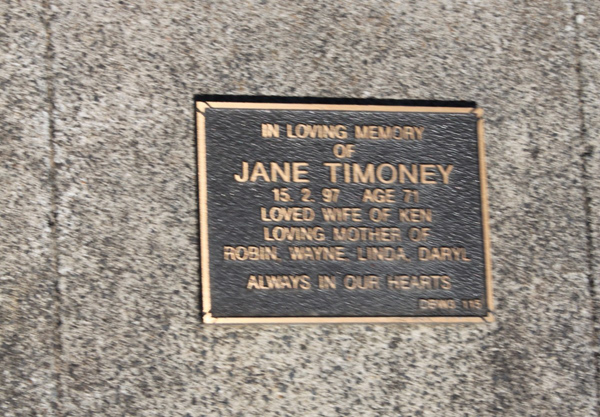 IN LOVING MEMORY
OF
JANE TIMONEY
15. 2. 97 AGE 71
LOVED WIFE OF KEN
LOVING MOTHER OF
ROBIN. WAYNE. LINDA. DARYL
ALWAYS IN OUR HEARTS
115